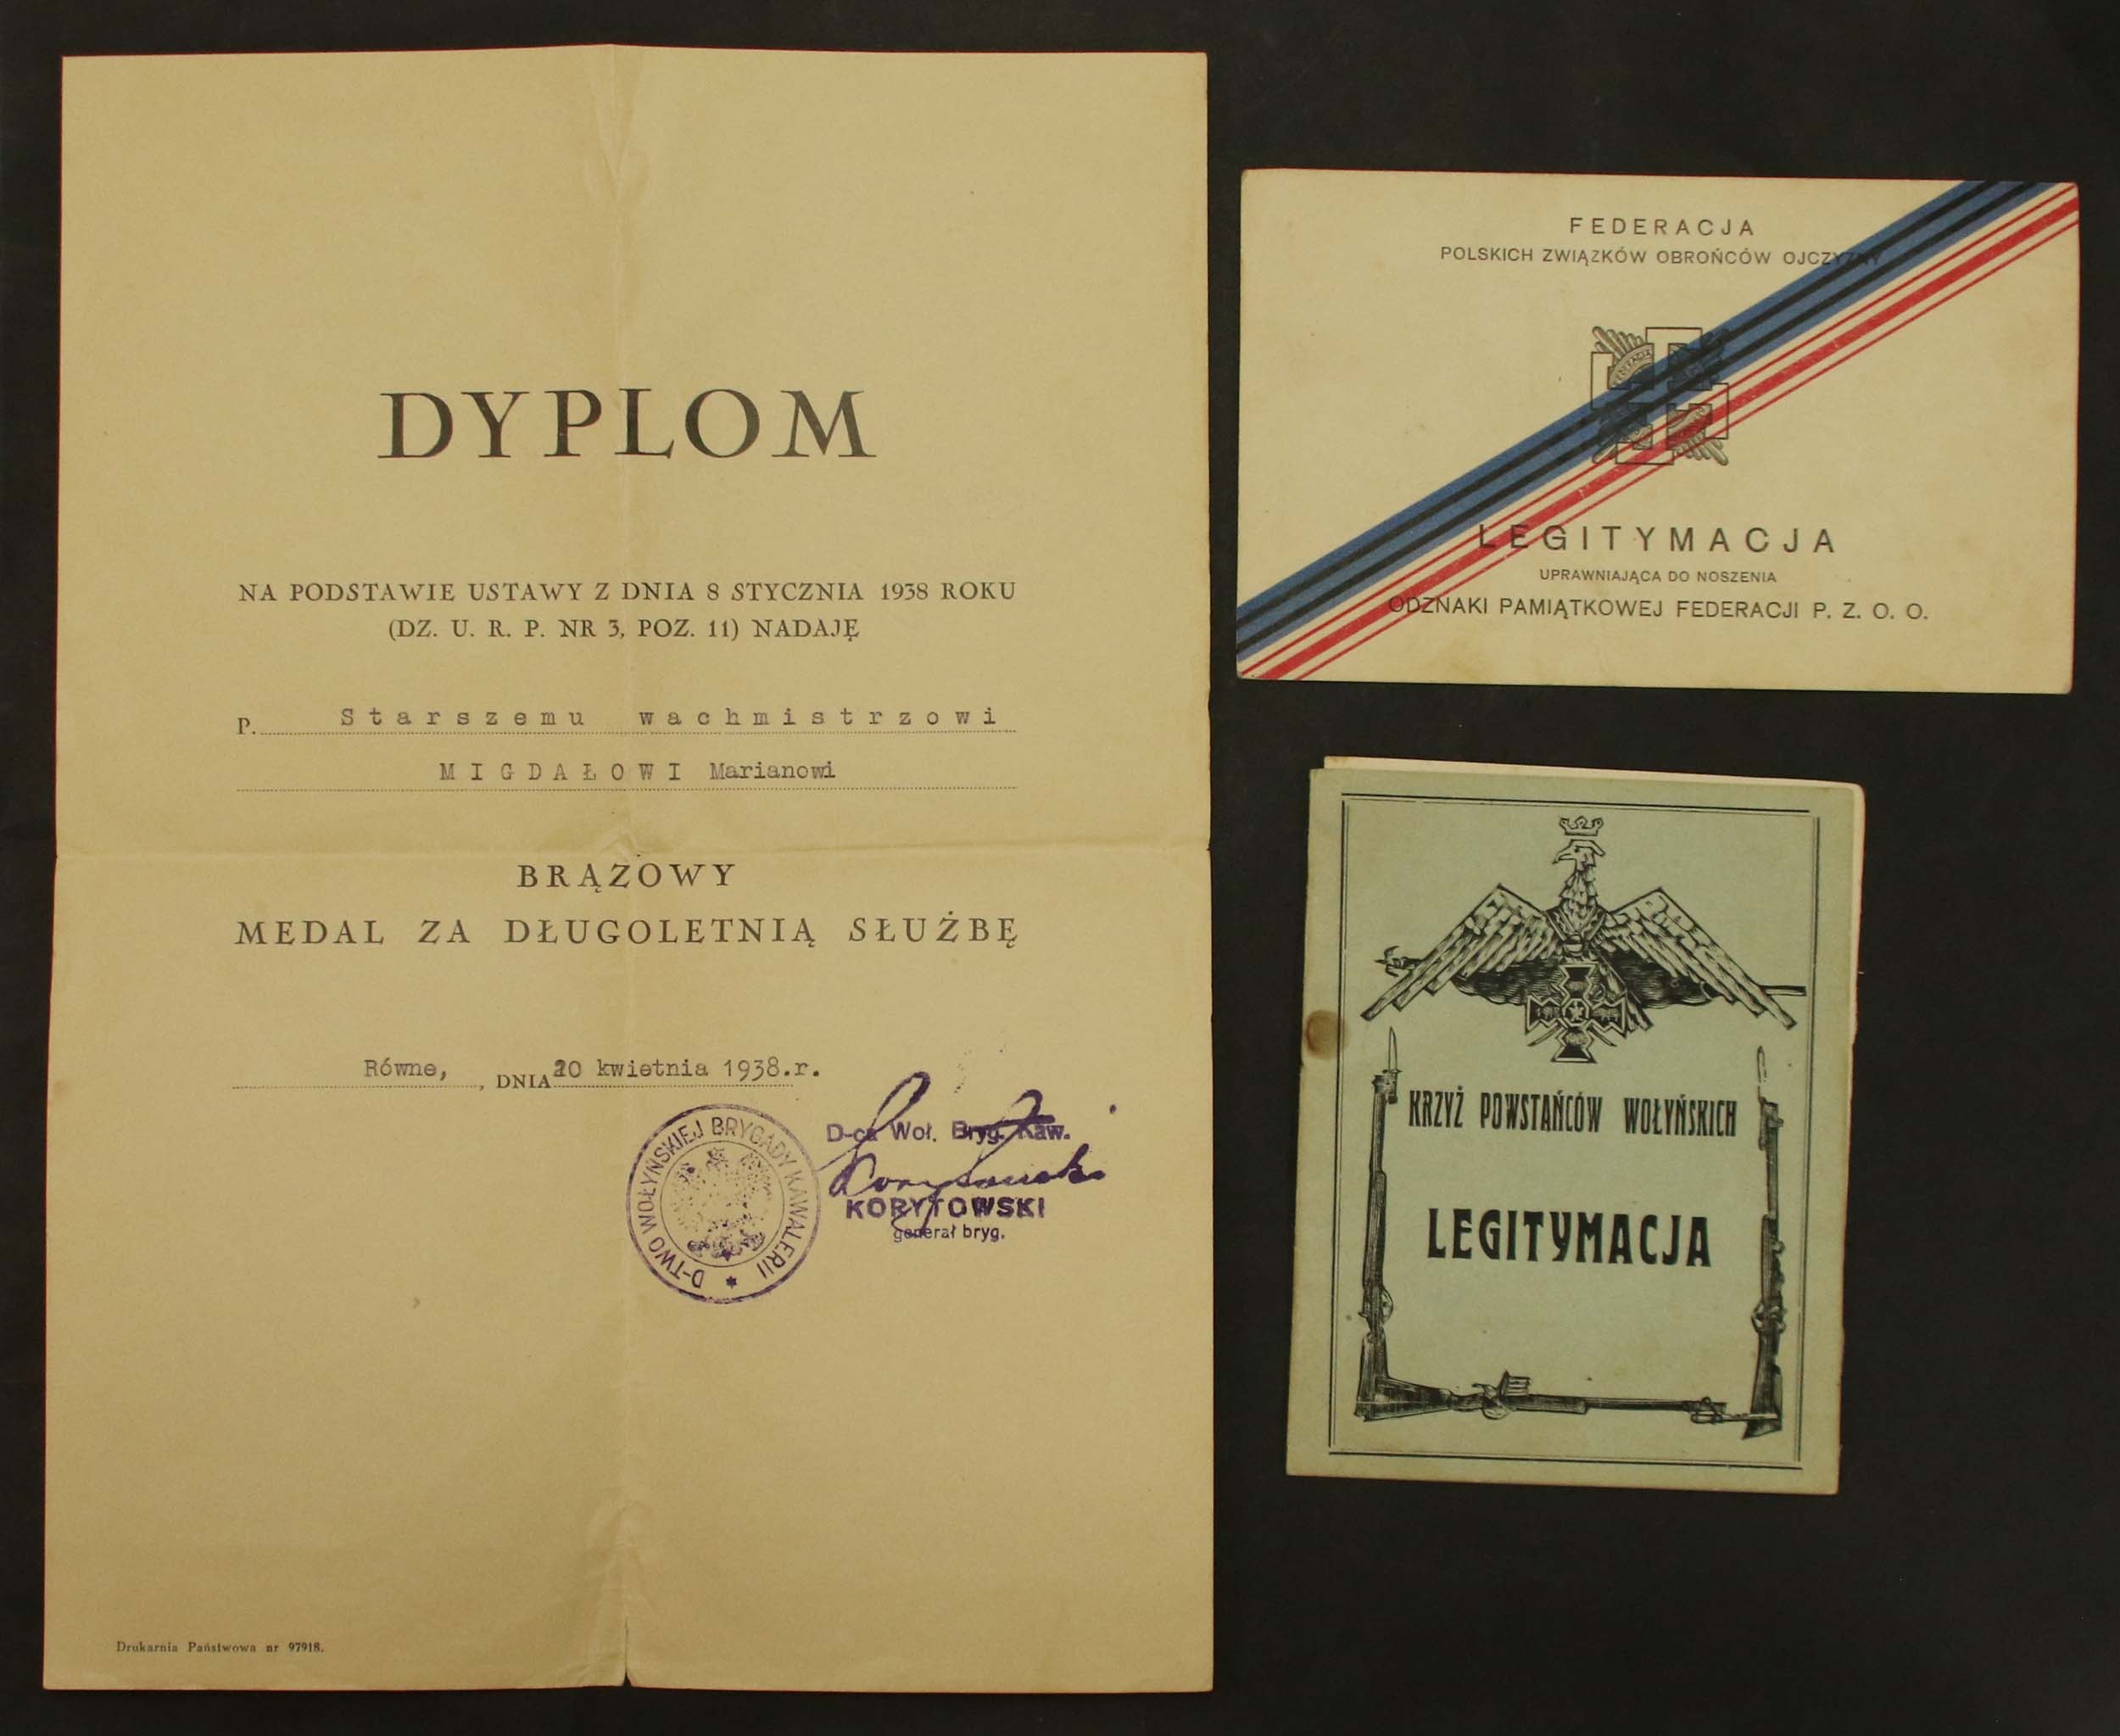 DYPLOM
NA PODSTAWIE USTAWY Z DNIA 8 STYCZNIA 1938 ROKU
(DZ. U. R. P. NR 3, POZ. 11) NADAJĘ
P. Starszemu wachmistrzowi
MIGDAŁOWI Marianowi
BRĄZOWY
MEDAL ZA DŁUGOLETNIĄ SŁUŻBĘ
Równe, , DNIA 20 kwietnia 1938.r.
D-TWO WOŁYŃSKIEJ BRYGADY KAWALERII
D-ca Woł. Bryg. Kaw.
Korytowski
KORYTOWSKI
generał bryg.
Drukarnia Państwowa nr 97918.
FEDERACJA
POLSKICH ZWIĄZKÓW OBROŃCÓW OJCZYZNY
LEGITYMACJA
UPRAWNIAJĄCA DO NOSZENIA
ODZNAKI PAMIĄTKOWEJ FEDERACJI P. Z. O. O.
KRZYŻ POWSTAŃCÓW WOŁYŃSKICH
LEGITYMACJA